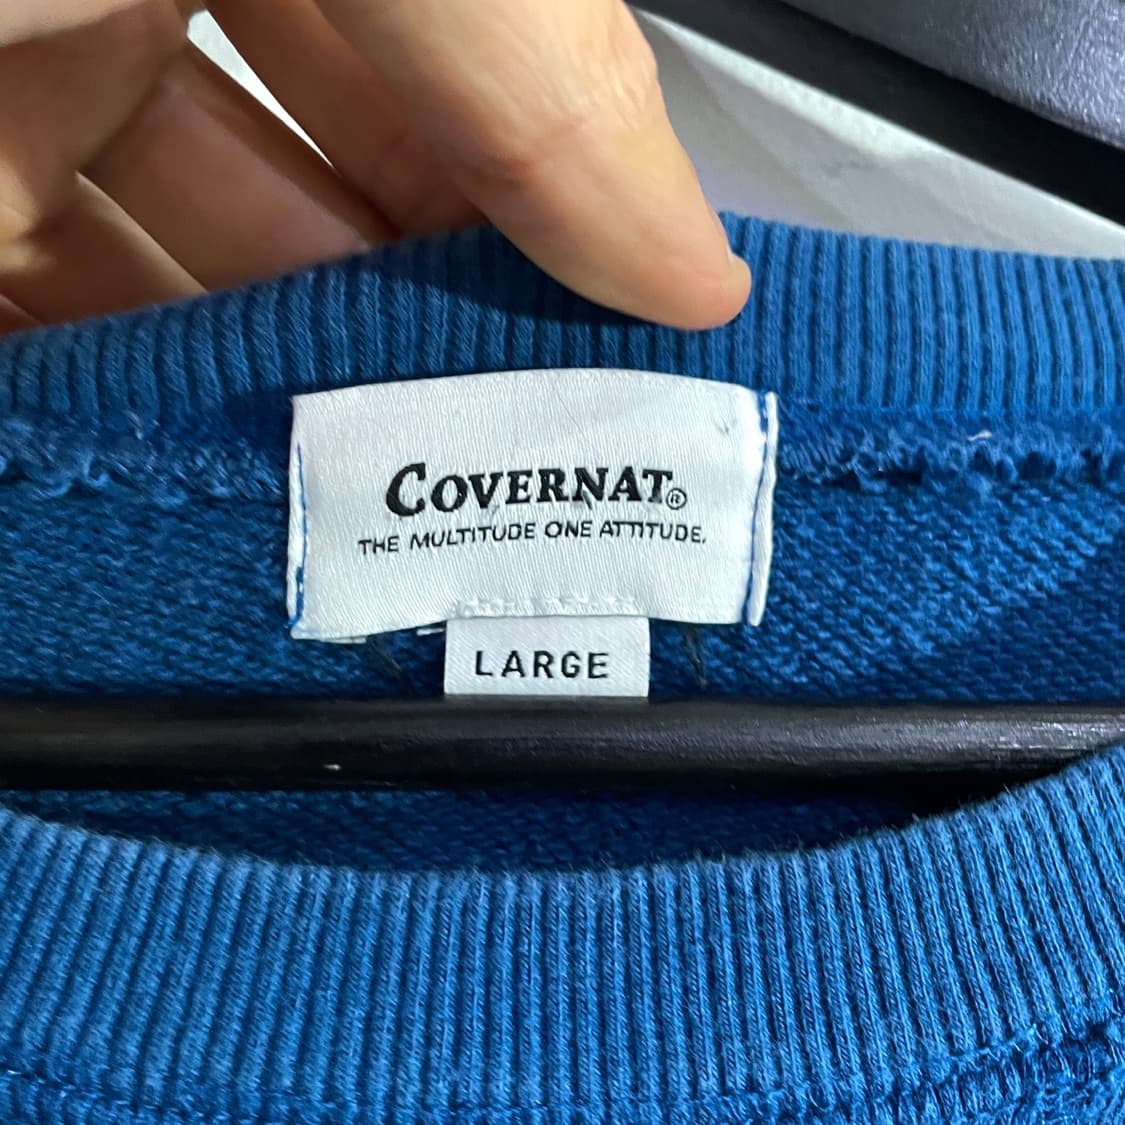 COVERNAT®
THE MULTITUDE ONE ATTITUDE.
LARGE